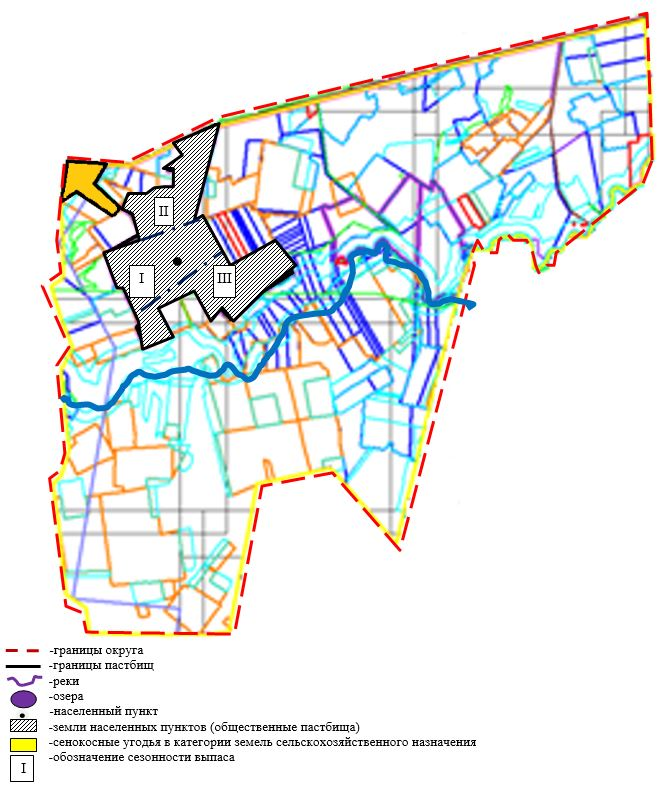 II
I
III
-границы округа
-границы пастбищ
-реки
-озера
-населенный пункт
-земли населенных пунктов (общественные пастбища)
-сенокосные угодья в категории земель сельскохозяйственного назначения
I
-обозначение сезонности выпаса